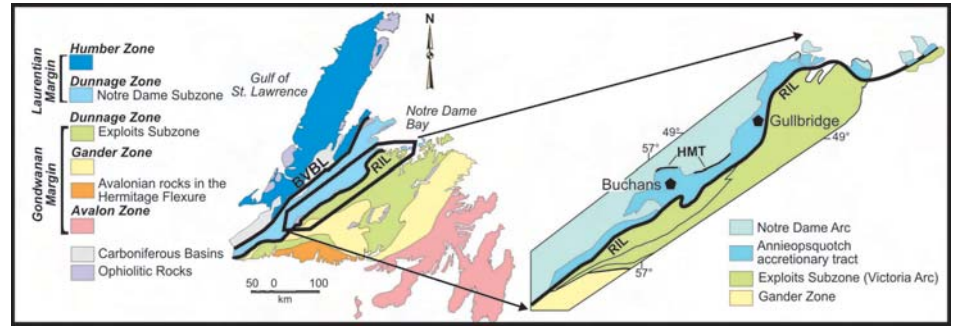 Laurentian
Margin
Humber Zone
Dunnage Zone
Notre Dame Subzone
Gondwanan
Margin
Dunnage Zone
Exploits Subzone
Gander Zone
Avalonian rocks in the
Hermitage Flexure
Avalon Zone
Carboniferous Basins
Ophiolitic Rocks
Gulf of
St. Lawrence
N
Notre Dame
Bay
BVBL
RIL
50 0 100
km
RIL
Gullbridge
49°
49°
57°
HMT
Buchans
RIL
57°
Notre Dame Arc
Annieopsquotch
accretionary tract
Exploits Subzone (Victoria Arc)
Gander Zone